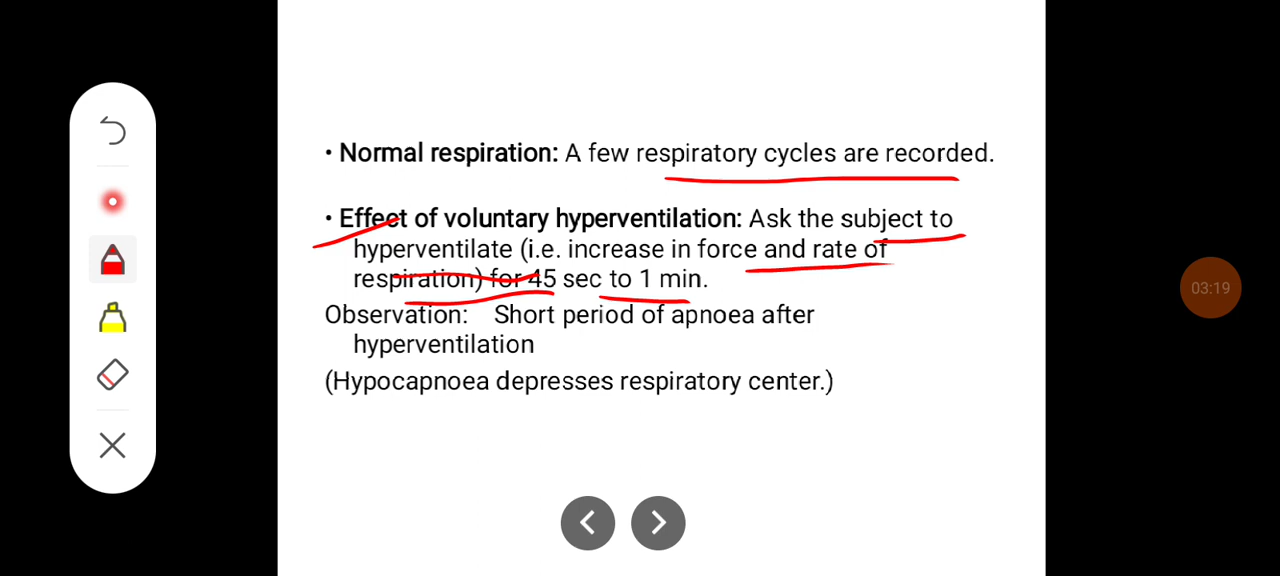 • Normal respiration: A few respiratory cycles are recorded.
• Effect of voluntary hyperventilation: Ask the subject to
hyperventilate (i.e. increase in force and rate of
respiration) for 45 sec to 1 min.
Observation: Short period of apnoea after
hyperventilation
(Hypocapnoea depresses respiratory center.)
03:19